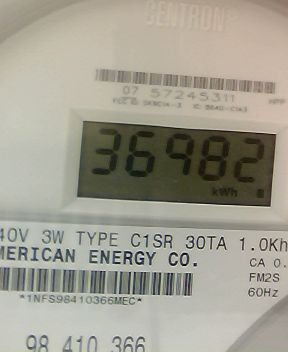 CENTRON®
07 57245311
36982
kWh
40V 3W TYPE C1SR 30TA 1.0Kh
MERICAN ENERGY CO.
CA 0.
FM2S
60Hz
*1NFS98410366MEC*
98 410 366